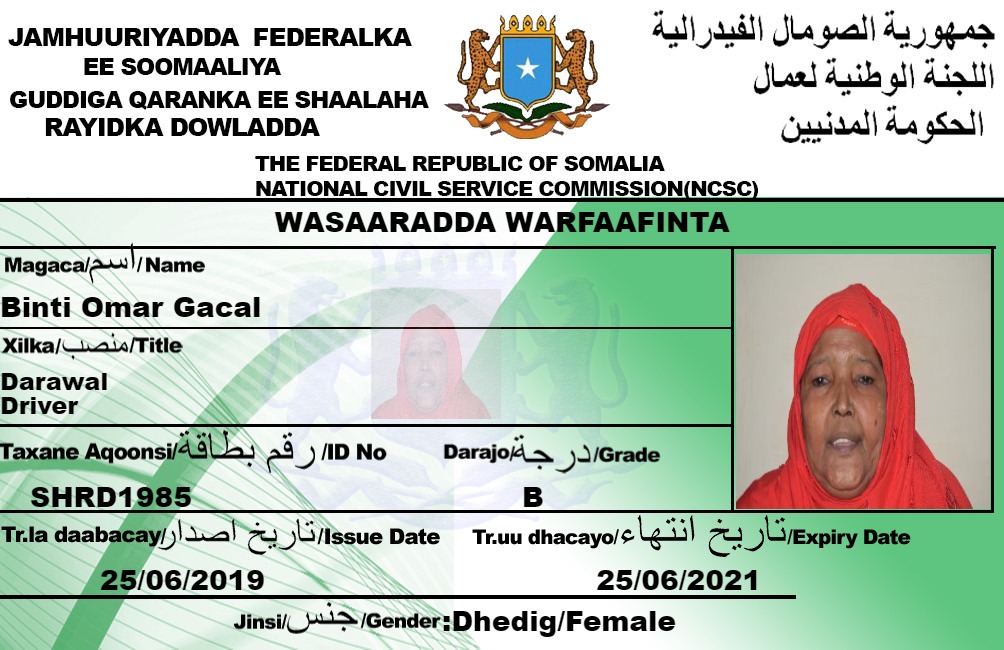 JAMHUURIYADDA FEDERALKA
EE SOOMAALIYA
GUDDIGA QARANKA EE SHAALAHA
RAYIDKA DOWLADDA
جمهورية الصومال الفيدرالية
اللجنة الوطنية لعمال
الحكومة المدنيين
THE FEDERAL REPUBLIC OF SOMALIA
NATIONAL CIVIL SERVICE COMMISSION(NCSC)
WASAARADDA WARFAAFINTA
Magaca/اسم/Name
Binti Omar Gacal
Xilka/منصب/Title
Darawal
Driver
Taxane Aqoonsi/رقم بطاقة/ID No
SHRD1985
Darajo/درجة/Grade
B
Tr.la daabacay/تاريخ اصدار/Issue Date
25/06/2019
Tr.uu dhacayo/تاريخ انتهاء/Expiry Date
25/06/2021
Jinsi/جنس/Gender:Dhedig/Female